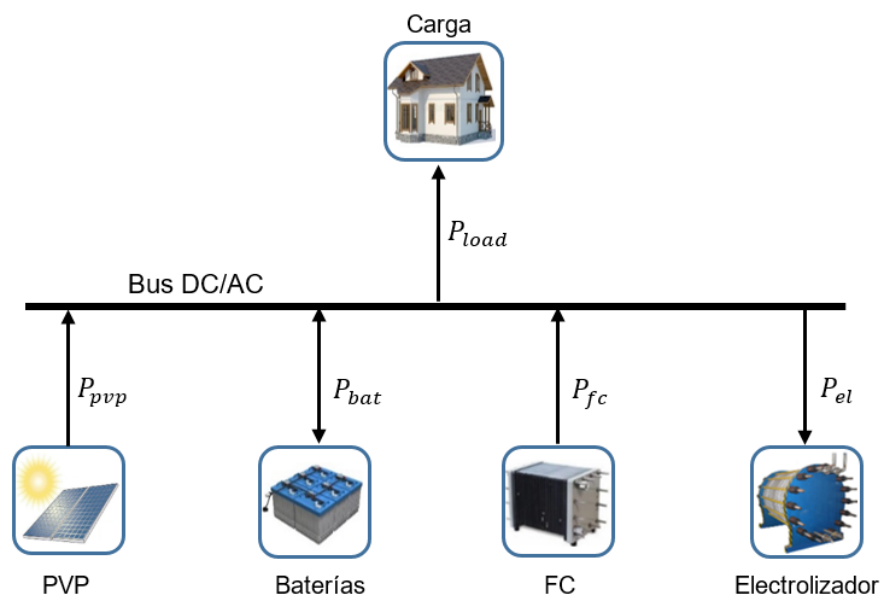 Carga
P_load
Bus DC/AC
P_pvp
P_bat
P_fc
P_el
PVP
Baterías
FC
Electrolizador